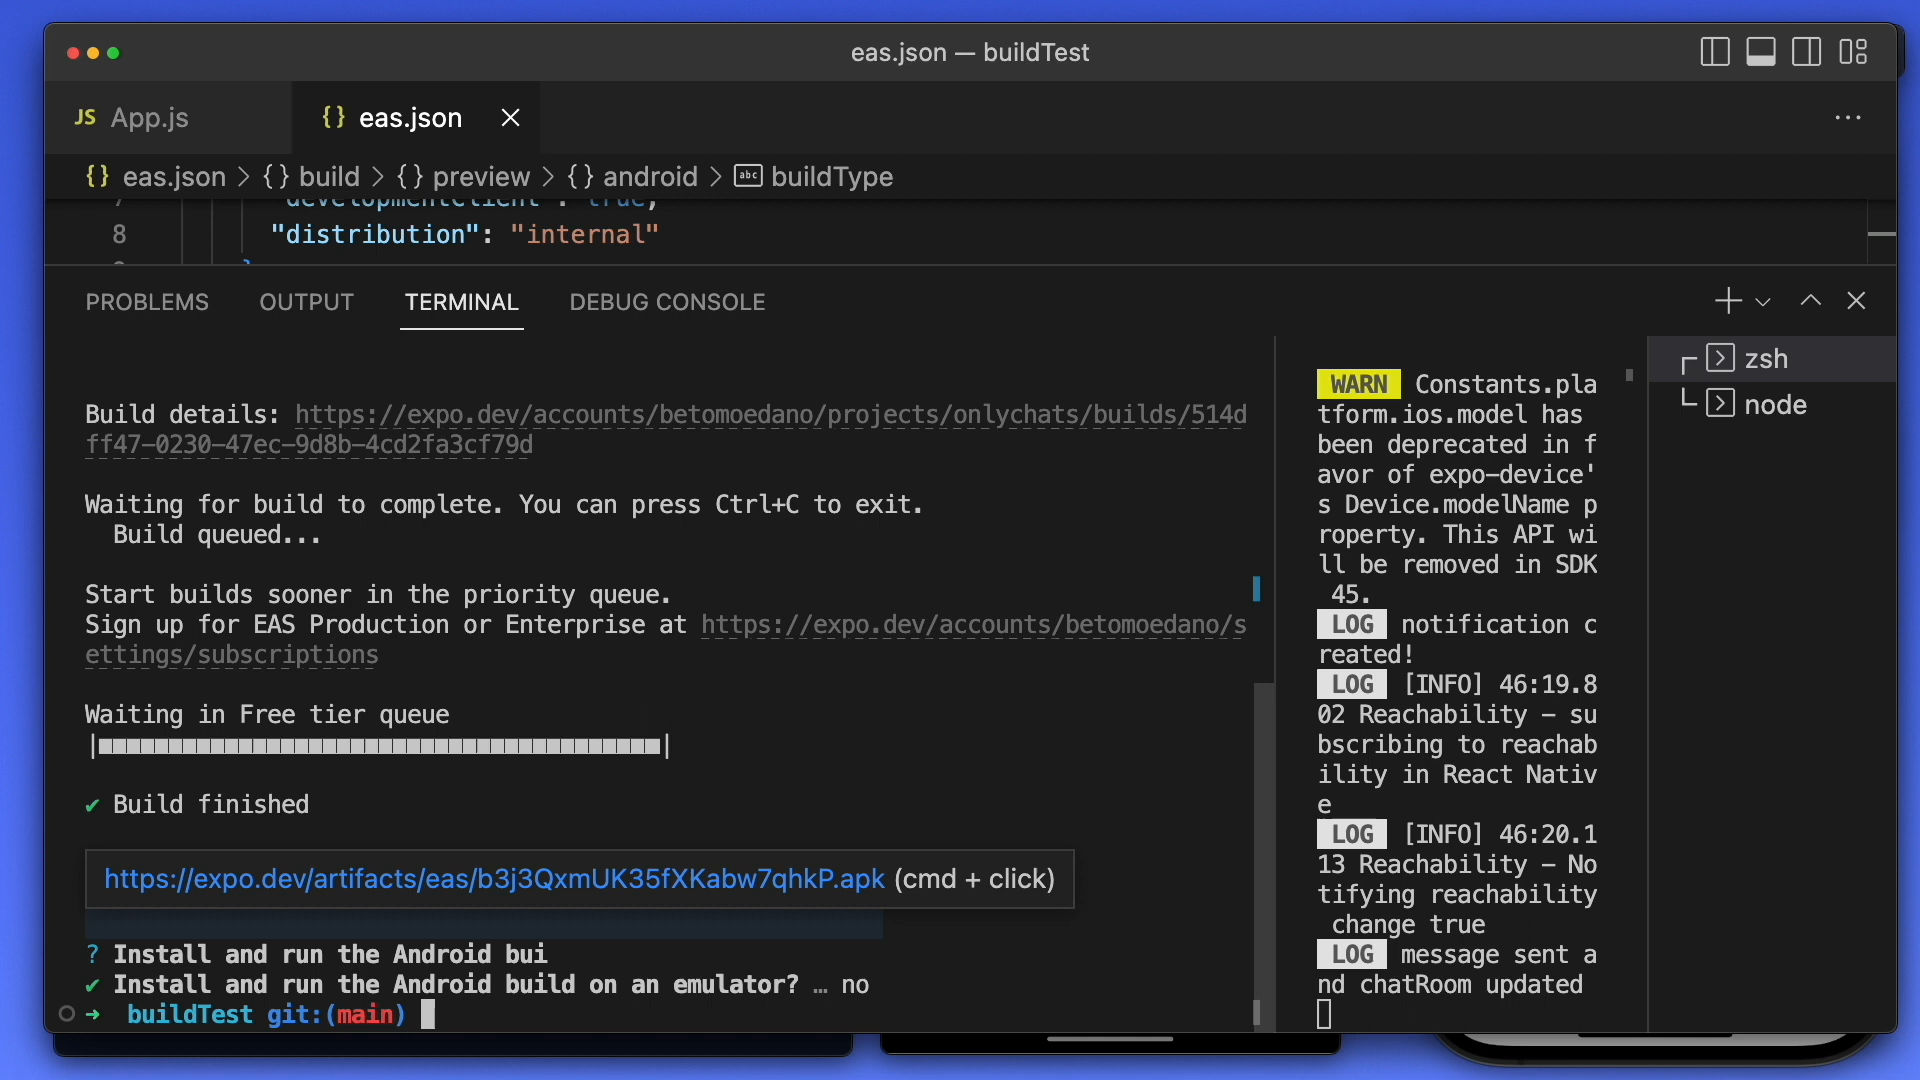 eas.json — buildTest
JS App.js
{} eas.json
{} eas.json > {} build > {} preview > {} android > abc buildType
7 "developmentClient": true,
8 "distribution": "internal"
PROBLEMS OUTPUT TERMINAL DEBUG CONSOLE
Build details: https://expo.dev/accounts/betomoedano/projects/onlychats/builds/514d
ff47-0230-47ec-9d8b-4cd2fa3cf79d
Waiting for build to complete. You can press Ctrl+C to exit.
Build queued...
Start builds sooner in the priority queue.
Sign up for EAS Production or Enterprise at https://expo.dev/accounts/betomoedano/s
ettings/subscriptions
Waiting in Free tier queue
✔ Build finished
https://expo.dev/artifacts/eas/b3j3QxmUK35fXKabw7qhkP.apk (cmd + click)
? Install and run the Android bui
✔ Install and run the Android build on an emulator? … no
➜ buildTest git:(main)
WARN Constants.pla
tform.ios.model has
been deprecated in f
avor of expo-device'
s Device.modelName p
roperty. This API wi
ll be removed in SDK
45.
LOG notification c
reated!
LOG [INFO] 46:19.8
02 Reachability – su
bscribing to reachab
ility in React Nativ
e
LOG [INFO] 46:20.1
13 Reachability – No
tifying reachability
change true
LOG message sent a
nd chatRoom updated
zsh
node